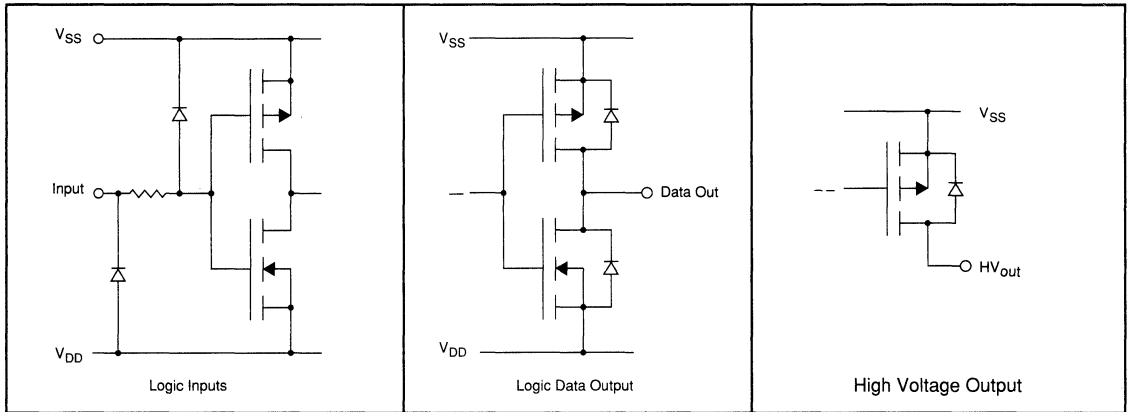 VSS
Input
VDD
Logic Inputs
VSS
Data Out
VDD
Logic Data Output
VSS
HVout
High Voltage Output